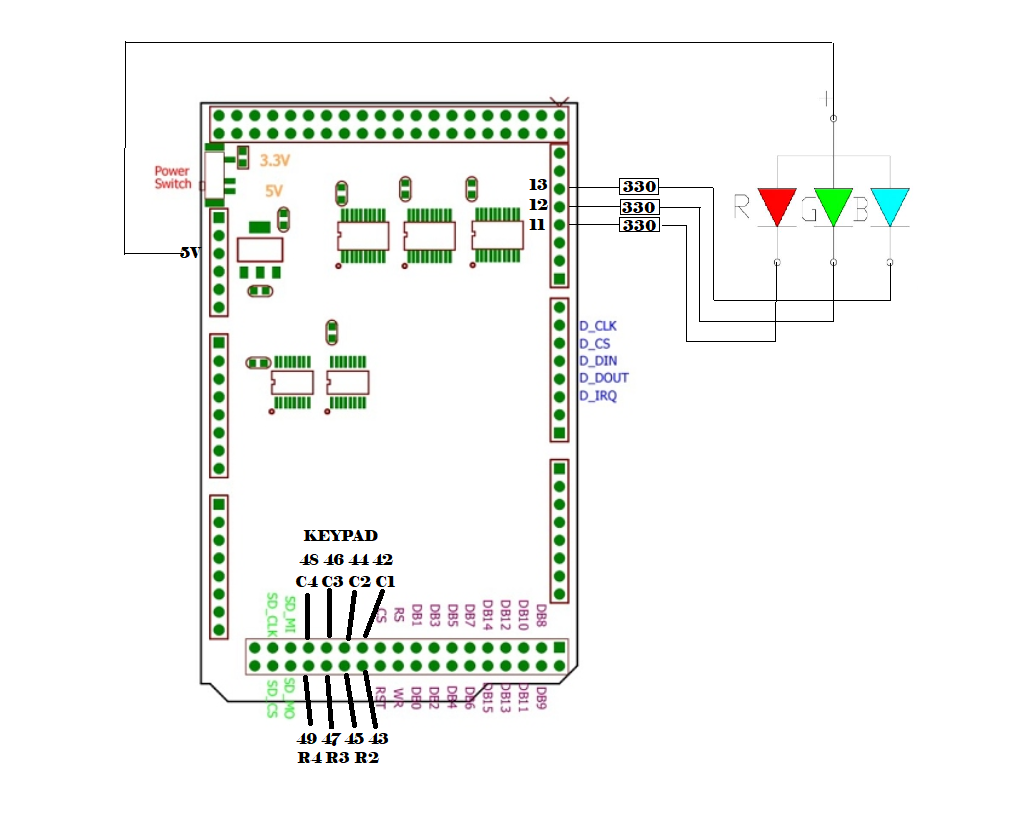 3.3V
Power
Switch
5V
5V
13
12
11
330
330
330
+
R
G
B
D_CLK
D_CS
D_DIN
D_DOUT
D_IRQ
KEYPAD
48 46 44 42
C4 C3 C2 C1
SD_CLK
SD_MI
CS
RS
DB1
DB3
DB5
DB7
DB14
DB12
DB10
DB8
SD_CS
SD_MO
RST
WR
DB0
DB2
DB4
DB6
DB15
DB13
DB11
DB9
49 47 45 43
R4 R3 R2